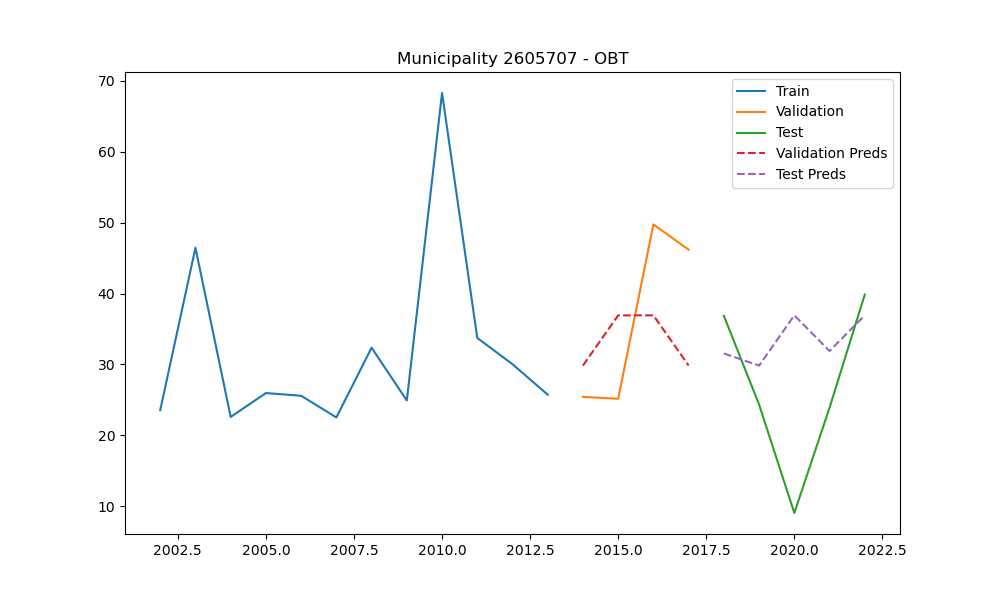 Municipality 2605707 - OBT
70
60
50
40
30
20
10
Train
Validation
Test
Validation Preds
Test Preds
2002.5 2005.0 2007.5 2010.0 2012.5 2015.0 2017.5 2020.0 2022.5